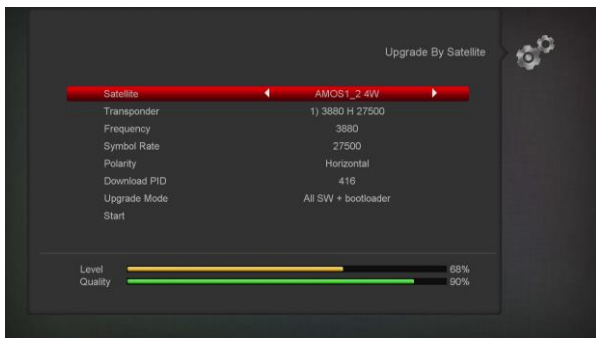 Upgrade By Satellite
Satellite AMOS1_2 4W
Transponder 1) 3880 H 27500
Frequency 3880
Symbol Rate 27500
Polarity Horizontal
Download PID 416
Upgrade Mode All SW + bootloader
Start
Level 68%
Quality 90%